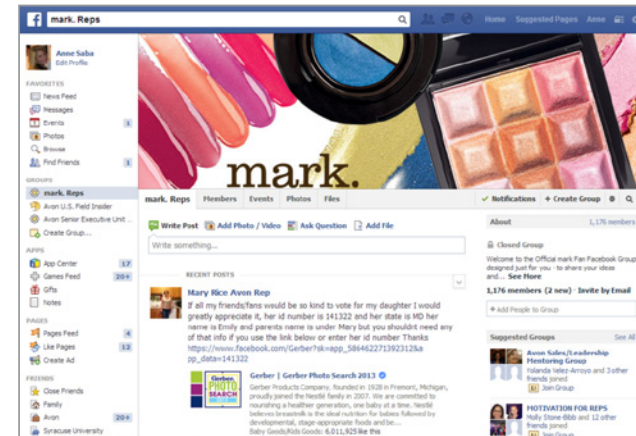 mark. Reps
Home Suggested Pages Anne
Anne Saba
Edit Profile
FAVORITES
News Feed
Messages
Events 1
Photos
Browse
Find Friends 1
GROUPS
mark. Reps
Avon U.S. Field Insider
Avon Senior Executive Unit ...
Create Group...
APPS
App Center 17
Games Feed 20+
Gifts
Notes
PAGES
Pages Feed 4
Like Pages 12
Create Ad
FRIENDS
Close Friends
Family
Avon 20+
Syracuse University
mark.
mark. Reps Members Events Photos Files
Notifications + Create Group
Write Post Add Photo / Video Ask Question Add File
Write something...
RECENT POSTS
Mary Rice Avon Rep
If all my friends/fans would be so kind to vote for my daughter I would
greatly appreciate it, her id number is 141322 and her state is MD her
name is Emily and parents name is under Mary but you shouldnt need any
of that info if you use the link below or enter her id number Thanks
https://www.facebook.com/Gerber?sk=app_586462271392312&a
pp_data=141322
Gerber
PHOTO
SEARCH
Gerber | Gerber Photo Search 2013
Gerber Products Company, founded in 1928 in Fremont, Michigan,
proudly joined the Nestlé family in 2007. We are committed to
nourishing a healthier generation, one baby at a time. Nestlé
believes breastmilk is the ideal nutrition for babies followed by
developmental, stage-appropriate foods and be...
Baby Goods/Kids Goods: 6,011,925 like this
About 1,176 members
Closed Group
Welcome to the Official mark Fan Facebook Group
designed just for you - to share your ideas
and... See More
1,176 members (2 new) · Invite by Email
+ Add People to Group
Suggested Groups See All
Avon Sales/Leadership
Mentoring Group
Yolanda Velez-Arroyo and 3 other
friends joined
Join Group
MOTIVATION FOR REPS
Molly Stone-Bibb and 12 other
friends joined
Join Group